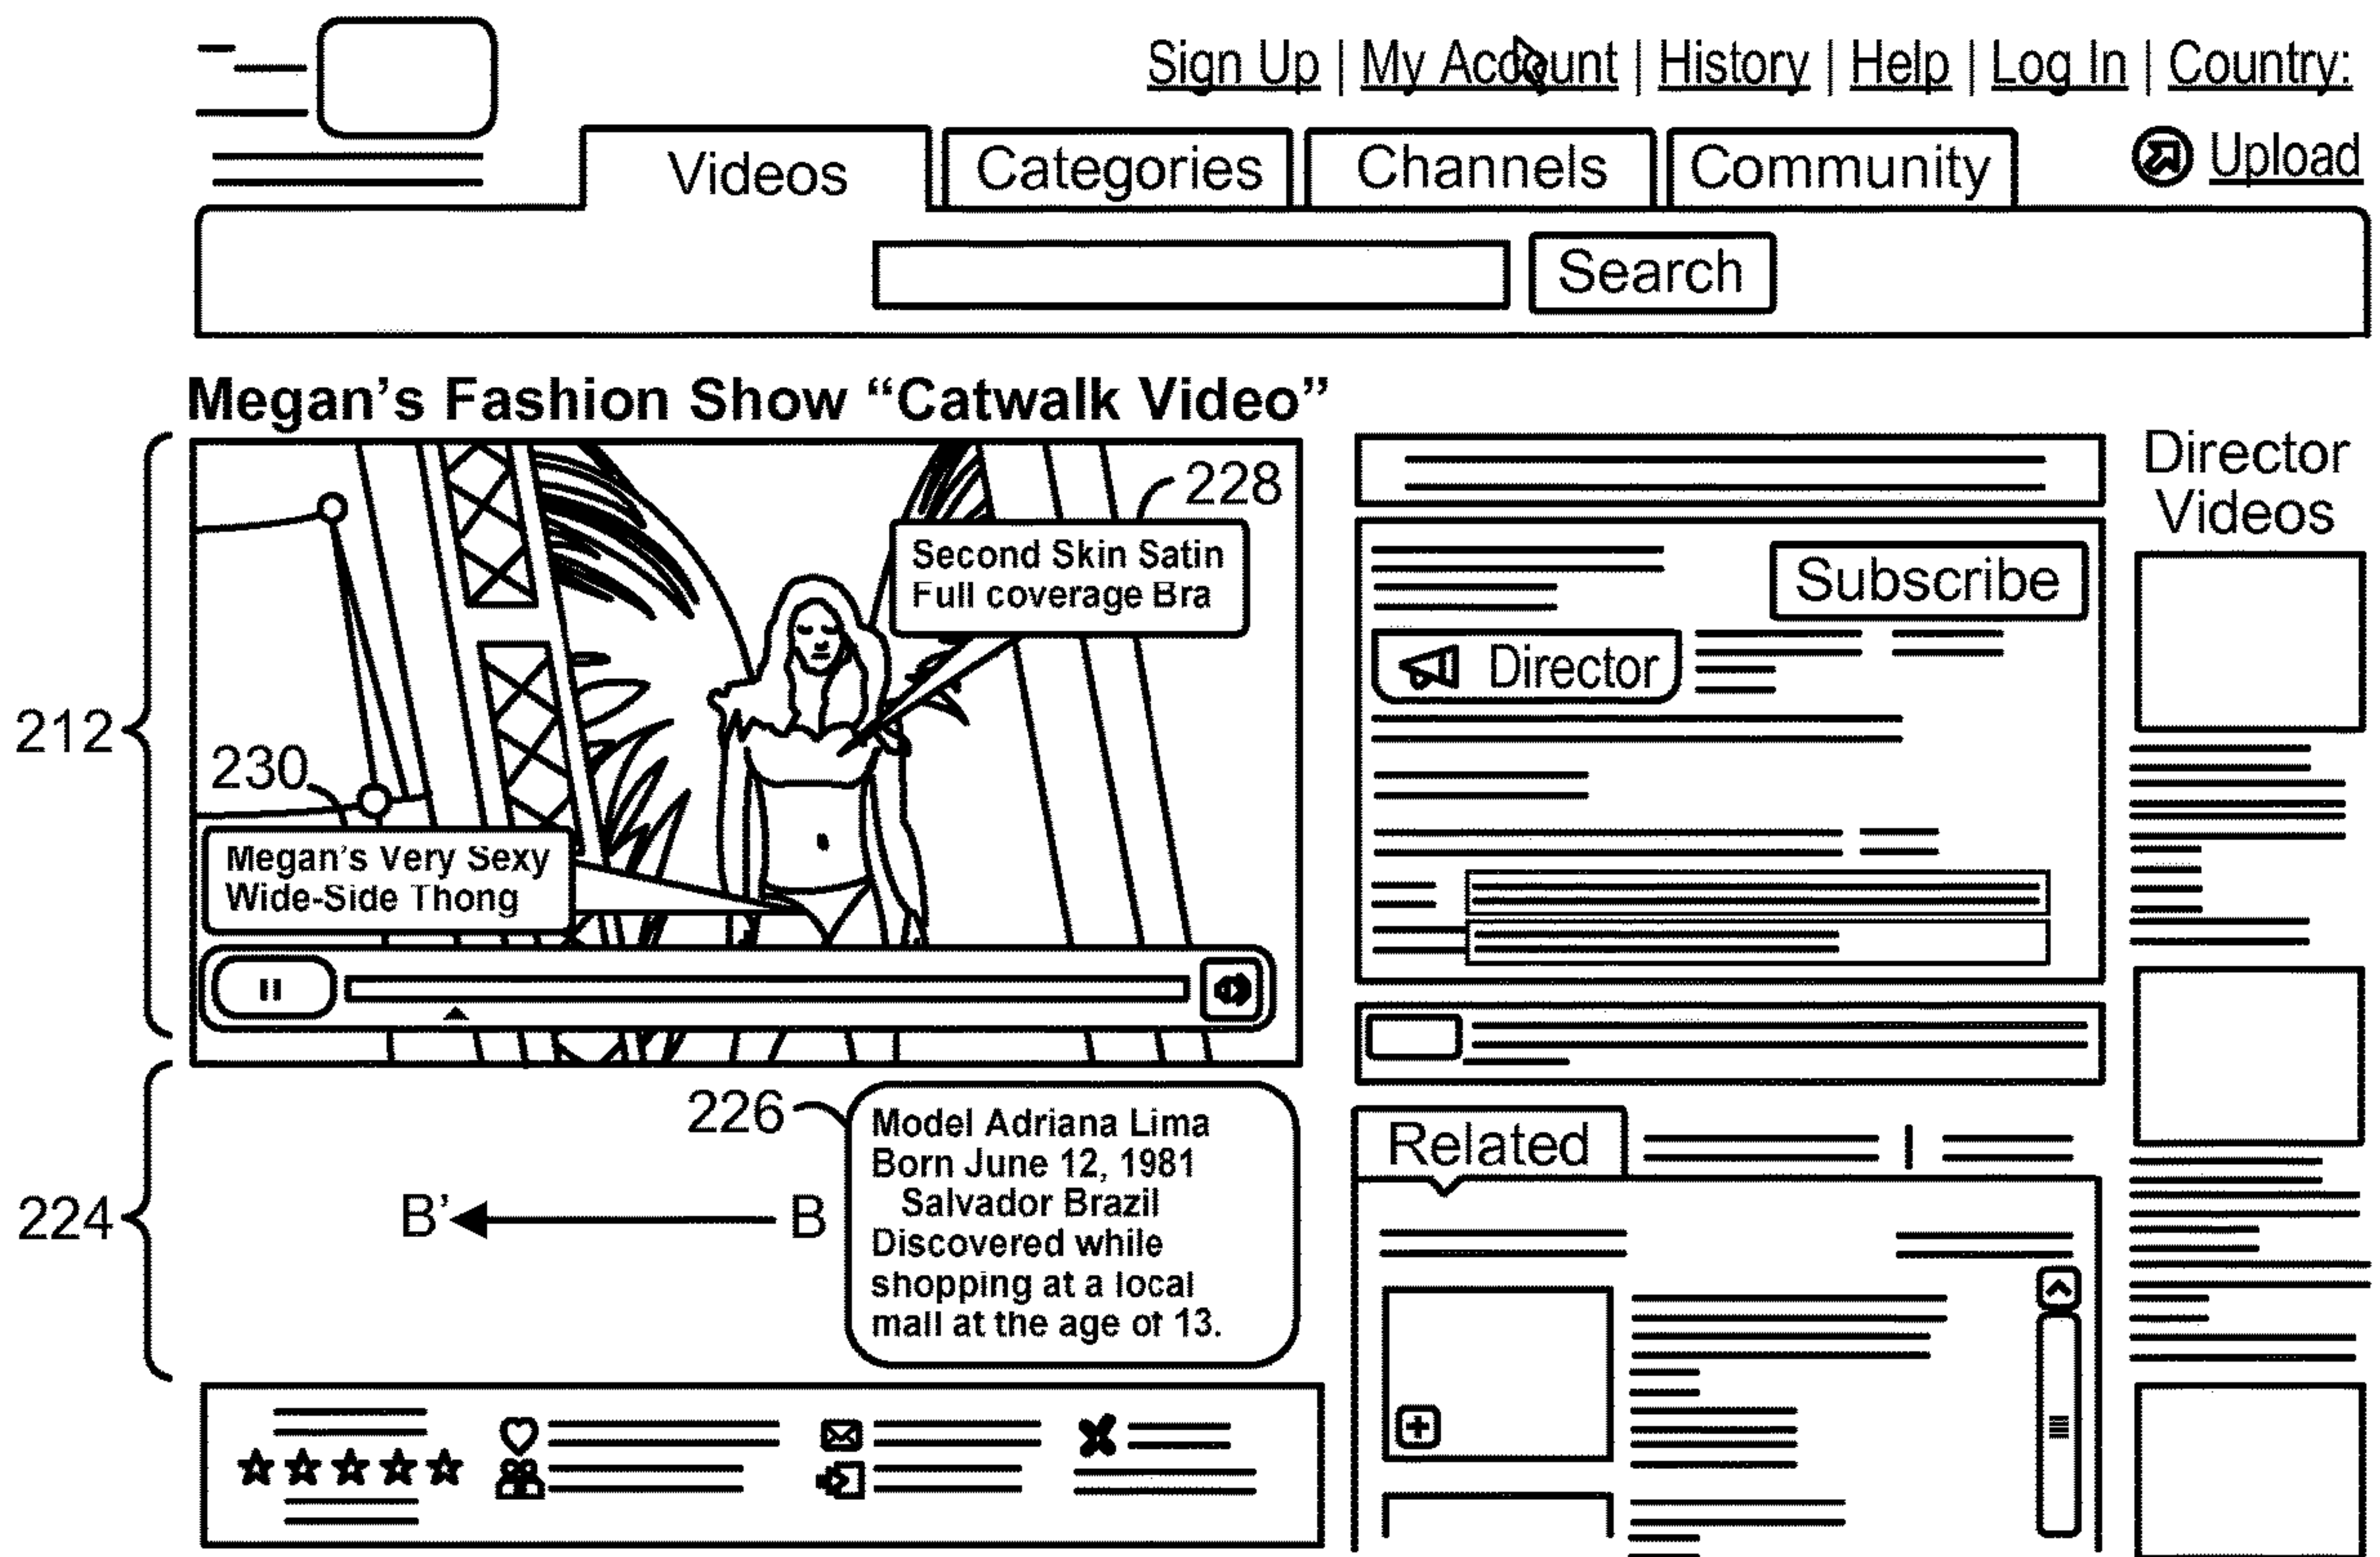 Sign Up | My Account | History | Help | Log In | Country:
Videos
Categories
Channels
Community
Upload
Search
Megan's Fashion Show “Catwalk Video”
212
228
Second Skin Satin
Full coverage Bra
230
Megan's Very Sexy
Wide-Side Thong
Subscribe
Director
Director
Videos
224
226
Model Adriana Lima
Born June 12, 1981
Salvador Brazil
Discovered while
shopping at a local
mall at the age of 13.
B' B
Related